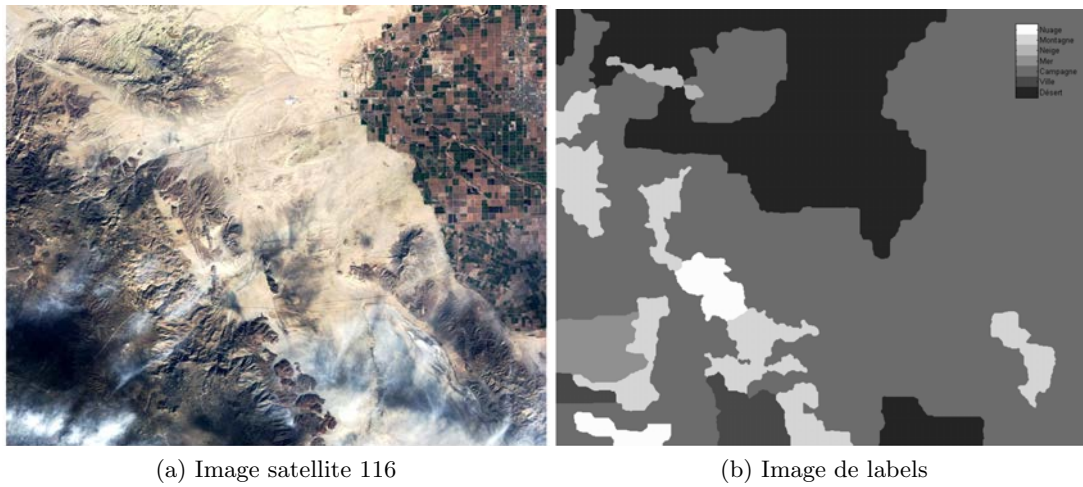 Nuage
Montagne
Neige
Mer
Campagne
Ville
Désert
(a) Image satellite 116
(b) Image de labels